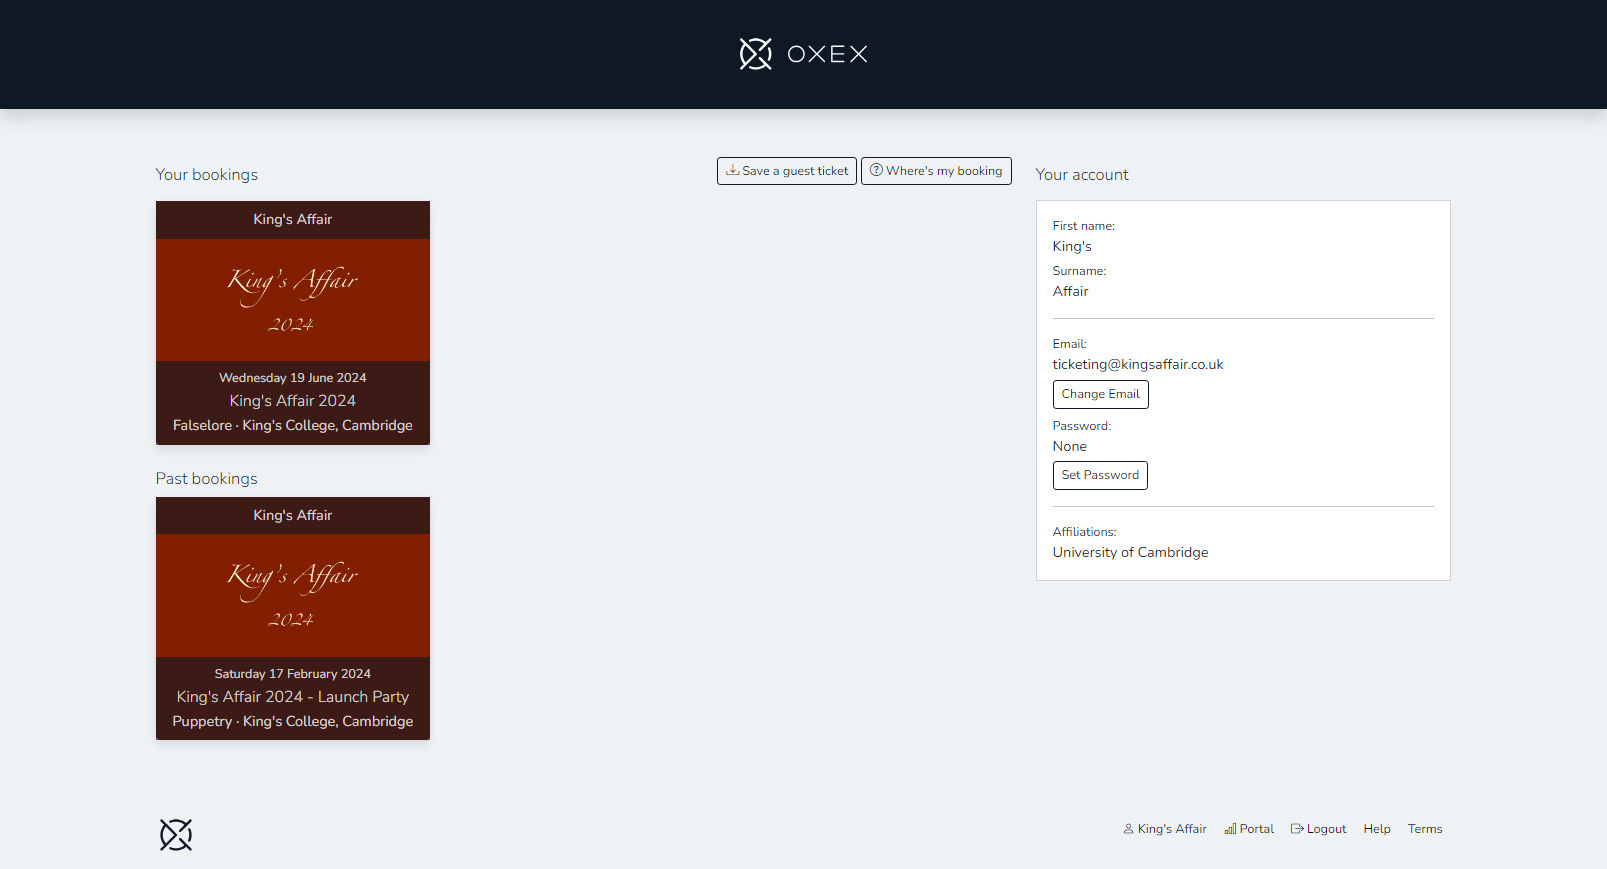 OXEX
Your bookings
Save a guest ticket
Where's my booking
King's Affair
King's Affair
2024
Wednesday 19 June 2024
King's Affair 2024
Falselore · King's College, Cambridge
Past bookings
King's Affair
King's Affair
2024
Saturday 17 February 2024
King's Affair 2024 - Launch Party
Puppetry · King's College, Cambridge
Your account
First name:
King's
Surname:
Affair
Email:
ticketing@kingsaffair.co.uk
Change Email
Password:
None
Set Password
Affiliations:
University of Cambridge
King's Affair
Portal
Logout
Help
Terms